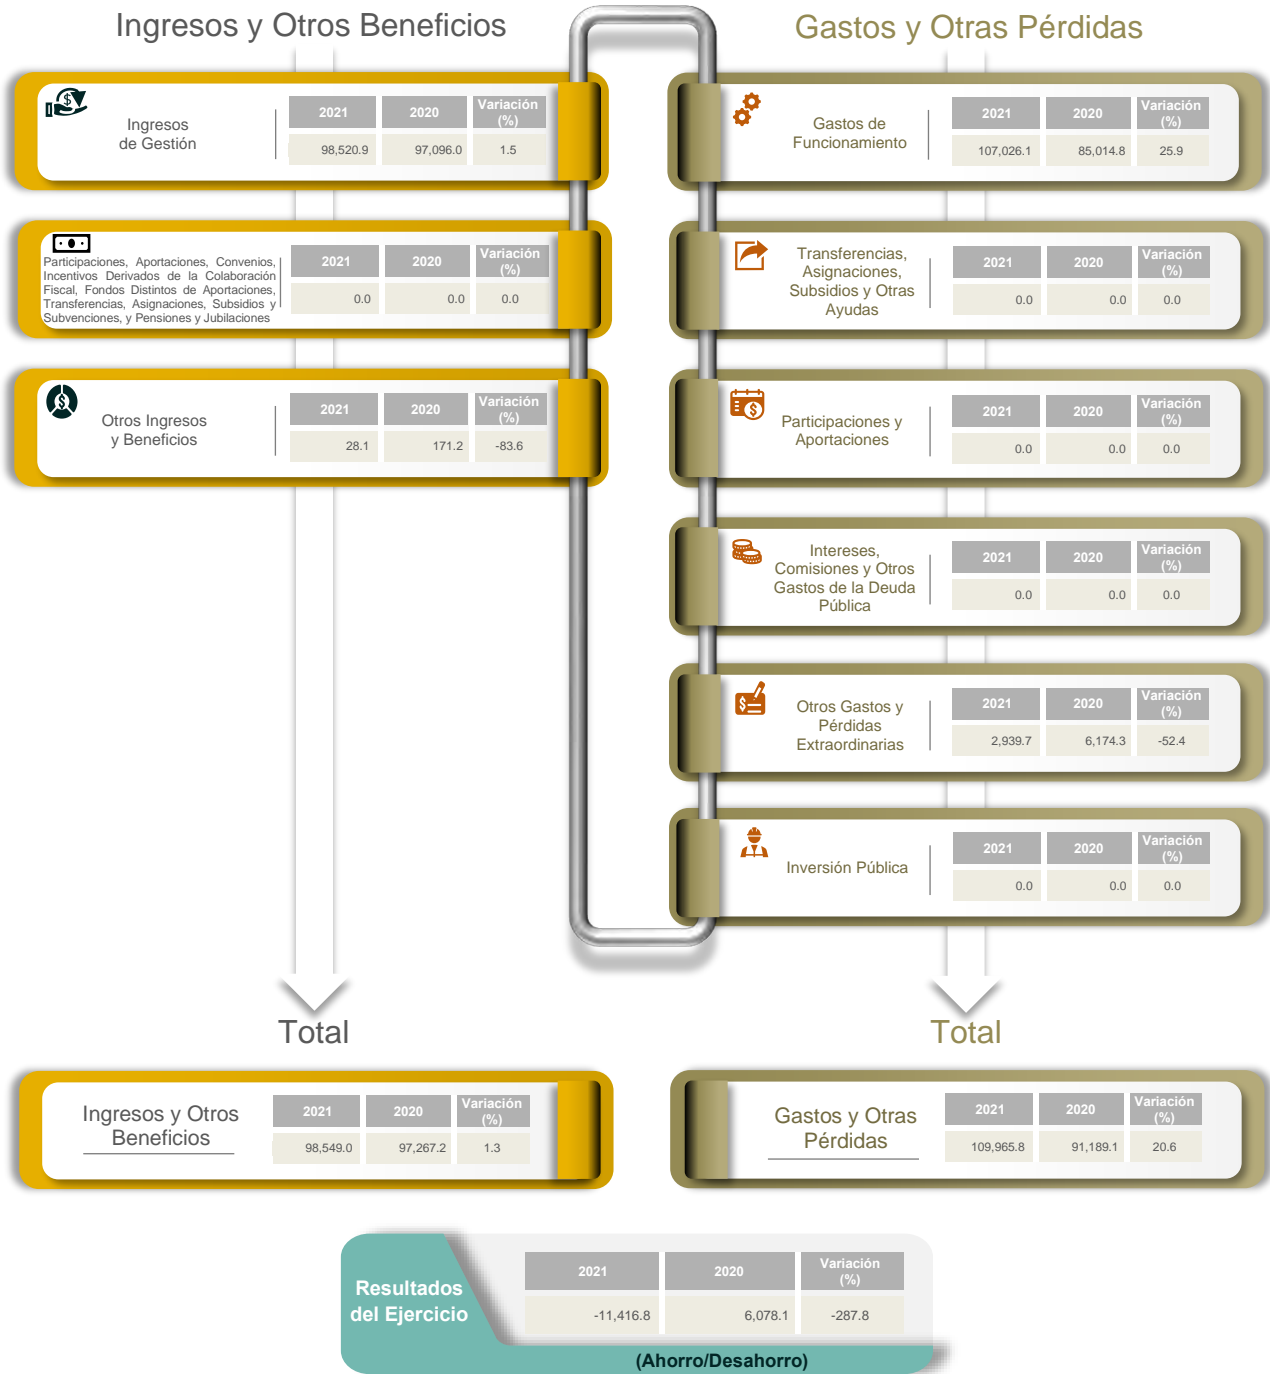 Ingresos y Otros Beneficios
Ingresos
de Gestión
2021 2020 Variación
(%)
98,520.9 97,096.0 1.5
Participaciones, Aportaciones, Convenios,
Incentivos Derivados de la Colaboración
Fiscal, Fondos Distintos de Aportaciones,
Transferencias, Asignaciones, Subsidios y
Subvenciones, y Pensiones y Jubilaciones
2021 2020 Variación
(%)
0.0 0.0 0.0
Otros Ingresos
y Beneficios
2021 2020 Variación
(%)
28.1 171.2 -83.6
Total
Ingresos y Otros
Beneficios
2021 2020 Variación
(%)
98,549.0 97,267.2 1.3
Gastos y Otras Pérdidas
Gastos de
Funcionamiento
2021 2020 Variación
(%)
107,026.1 85,014.8 25.9
Transferencias,
Asignaciones,
Subsidios y Otras
Ayudas
2021 2020 Variación
(%)
0.0 0.0 0.0
Participaciones y
Aportaciones
2021 2020 Variación
(%)
0.0 0.0 0.0
Intereses,
Comisiones y Otros
Gastos de la Deuda
Pública
2021 2020 Variación
(%)
0.0 0.0 0.0
Otros Gastos y
Pérdidas
Extraordinarias
2021 2020 Variación
(%)
2,939.7 6,174.3 -52.4
Inversión Pública
2021 2020 Variación
(%)
0.0 0.0 0.0
Total
Gastos y Otras
Pérdidas
2021 2020 Variación
(%)
109,965.8 91,189.1 20.6
Resultados
del Ejercicio
2021 2020 Variación
(%)
-11,416.8 6,078.1 -287.8
(Ahorro/Desahorro)